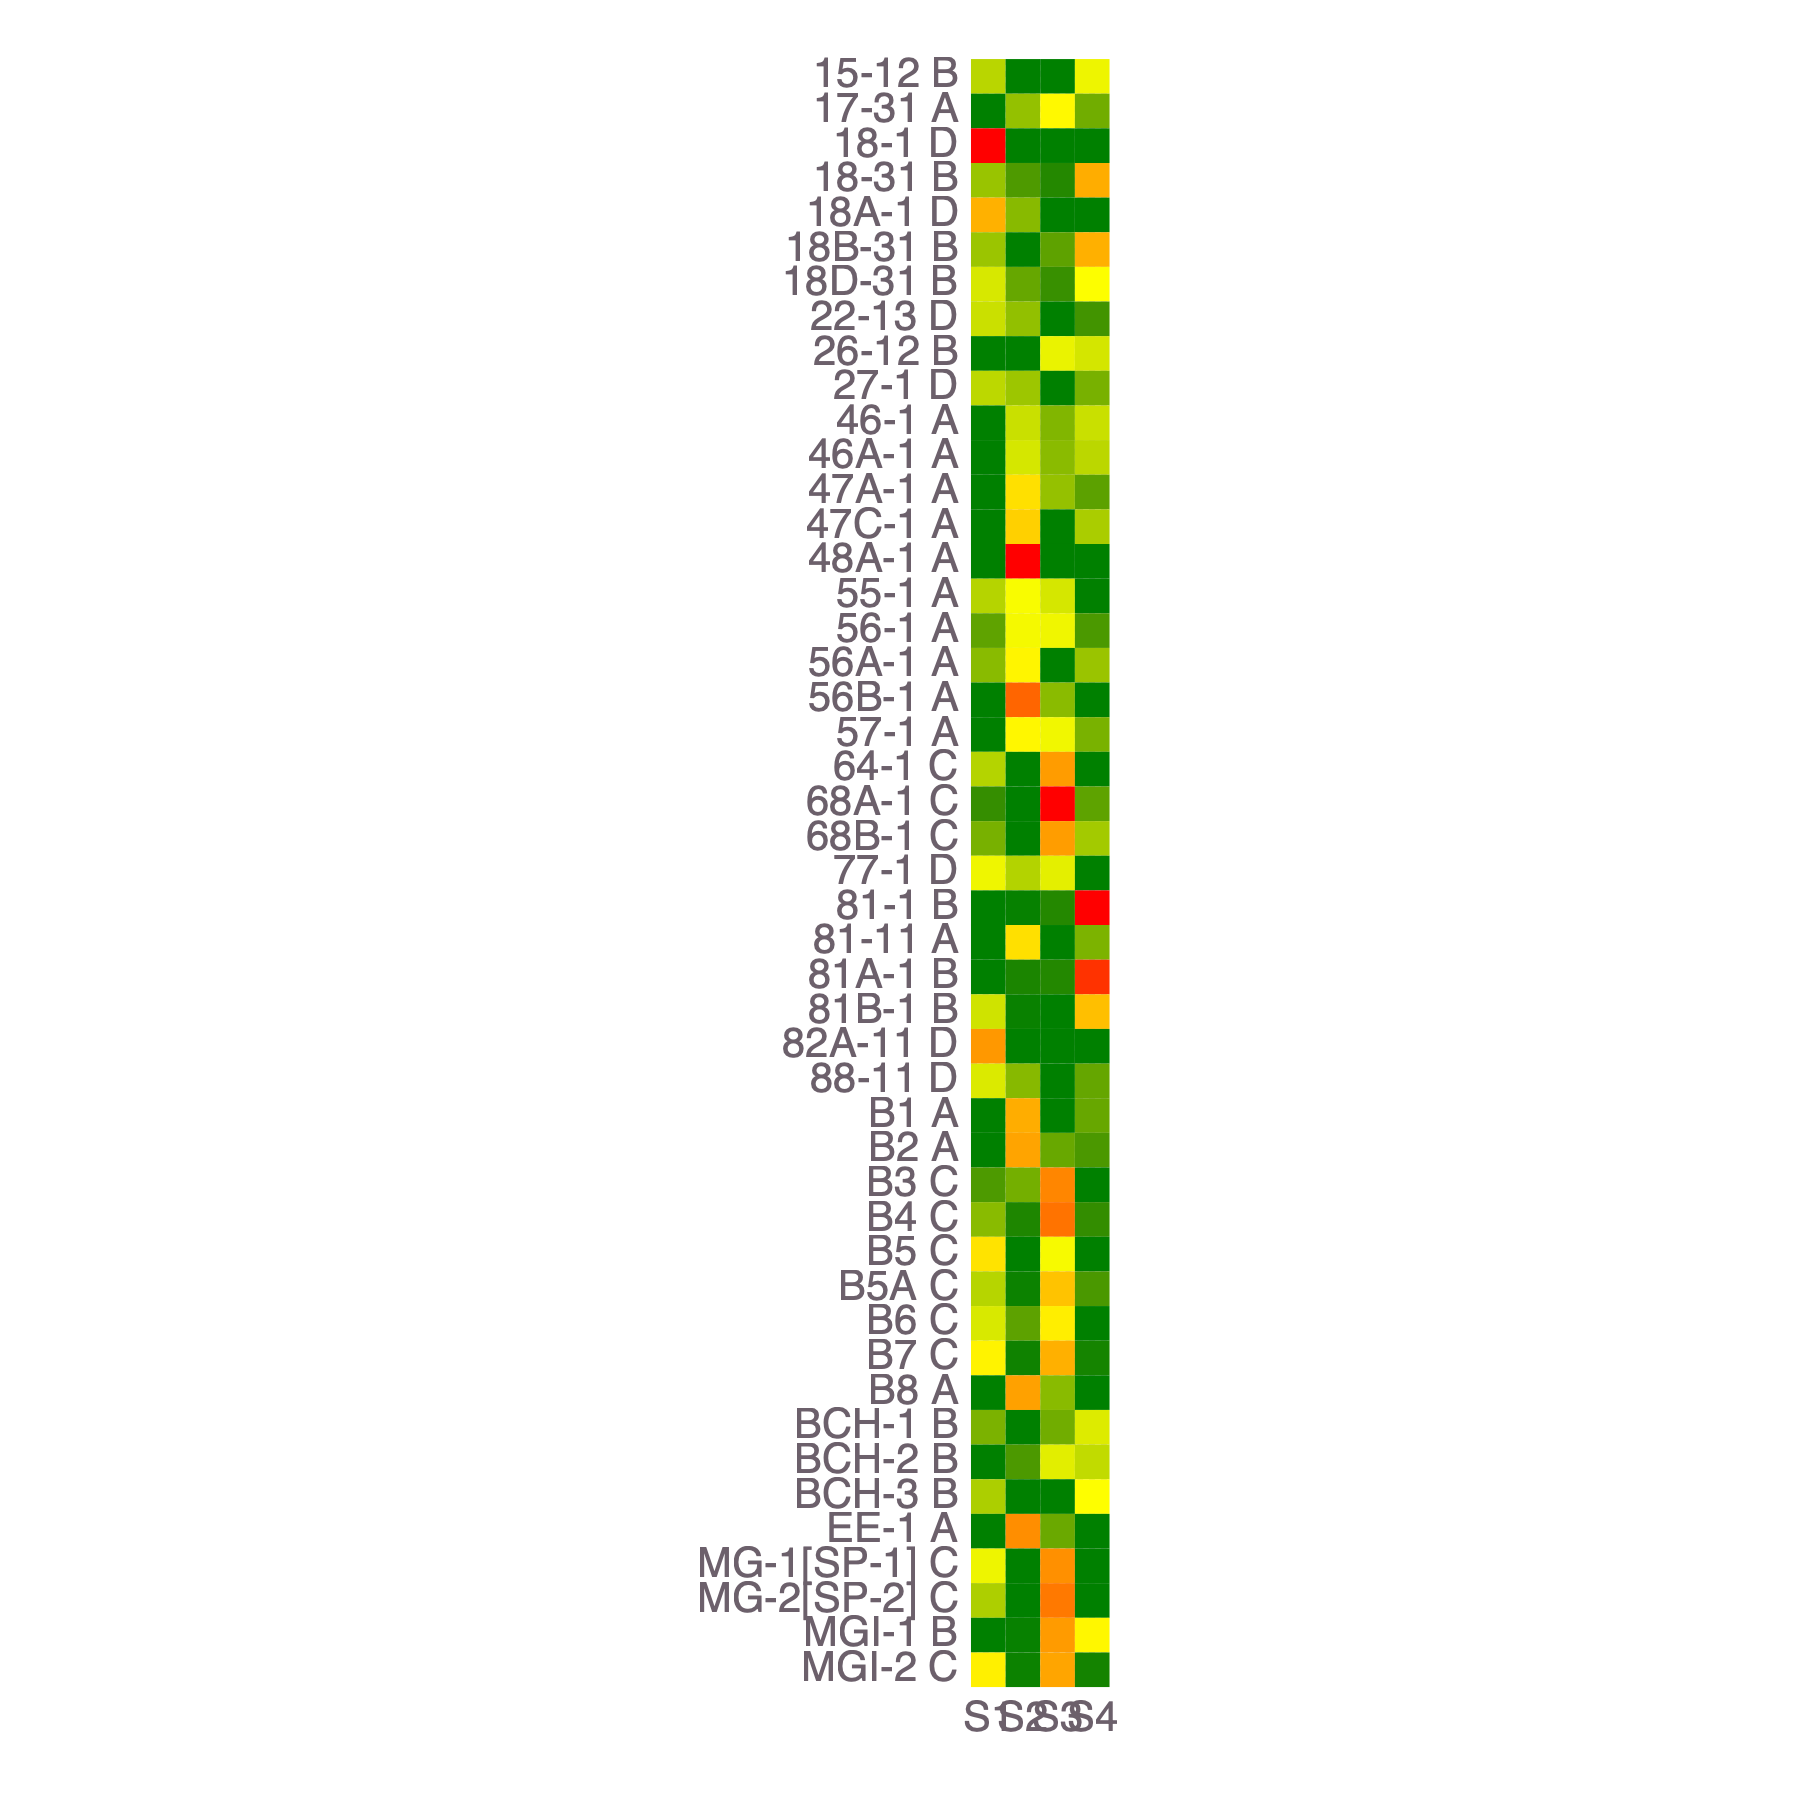 15-12 B
17-31 A
18-1 D
18-31 B
18A-1 D
18B-31 B
18D-31 B
22-13 D
26-12 B
27-1 D
46-1 A
46A-1 A
47A-1 A
47C-1 A
48A-1 A
55-1 A
56-1 A
56A-1 A
56B-1 A
57-1 A
64-1 C
68A-1 C
68B-1 C
77-1 D
81-1 B
81-11 A
81A-1 B
81B-1 B
82A-11 D
88-11 D
B1 A
B2 A
B3 C
B4 C
B5 C
B5A C
B6 C
B7 C
B8 A
BCH-1 B
BCH-2 B
BCH-3 B
EE-1 A
MG-1[SP-1] C
MG-2[SP-2] C
MGI-1 B
MGI-2 C
S1 S2 S3 S4